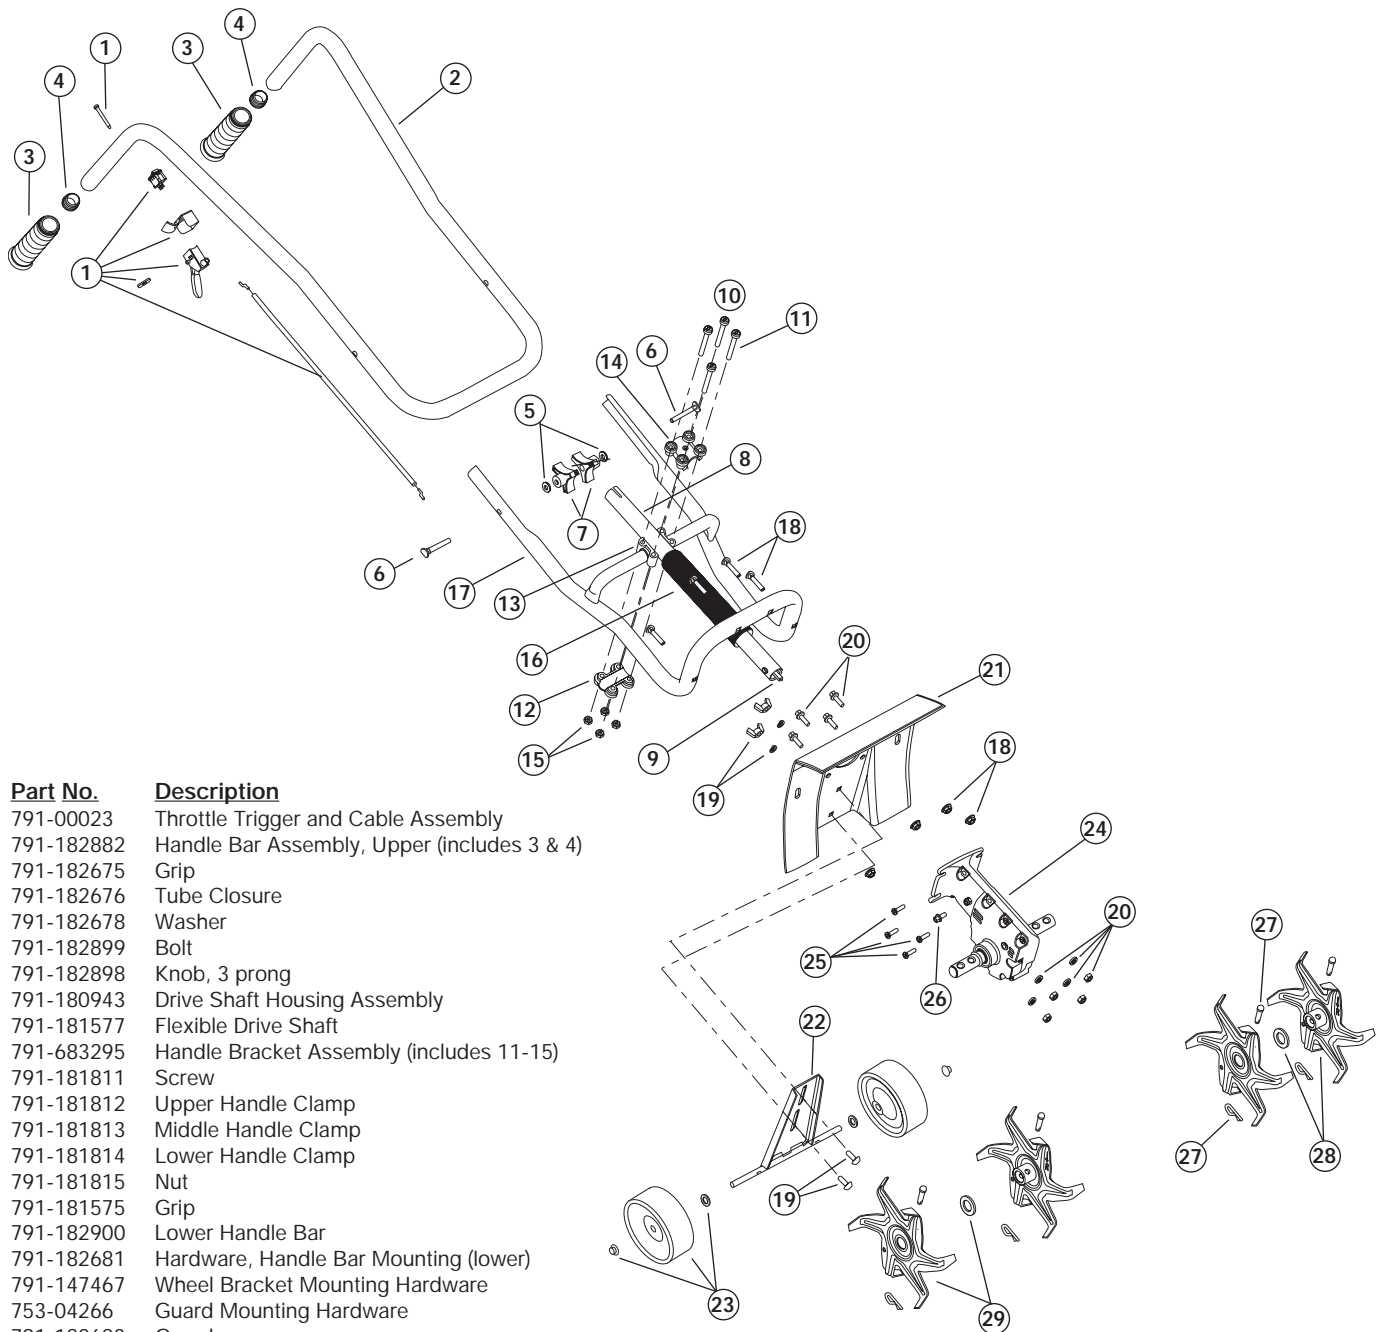 1
3
4
4
2
3
1
10
11
6
14
5
8
7
18
6
17
13
16
20
12
21
15
9
19
18
24
20
25
26
27
22
27
28
19
23
29
Part No. Description
791-00023 Throttle Trigger and Cable Assembly
791-182882 Handle Bar Assembly, Upper (includes 3 & 4)
791-182675 Grip
791-182676 Tube Closure
791-182678 Washer
791-182899 Bolt
791-182898 Knob, 3 prong
791-180943 Drive Shaft Housing Assembly
791-181577 Flexible Drive Shaft
791-683295 Handle Bracket Assembly (includes 11-15)
791-181811 Screw
791-181812 Upper Handle Clamp
791-181813 Middle Handle Clamp
791-181814 Lower Handle Clamp
791-181815 Nut
791-181575 Grip
791-182900 Lower Handle Bar
791-182681 Hardware, Handle Bar Mounting (lower)
791-147467 Wheel Bracket Mounting Hardware
753-04266 Guard Mounting Hardware